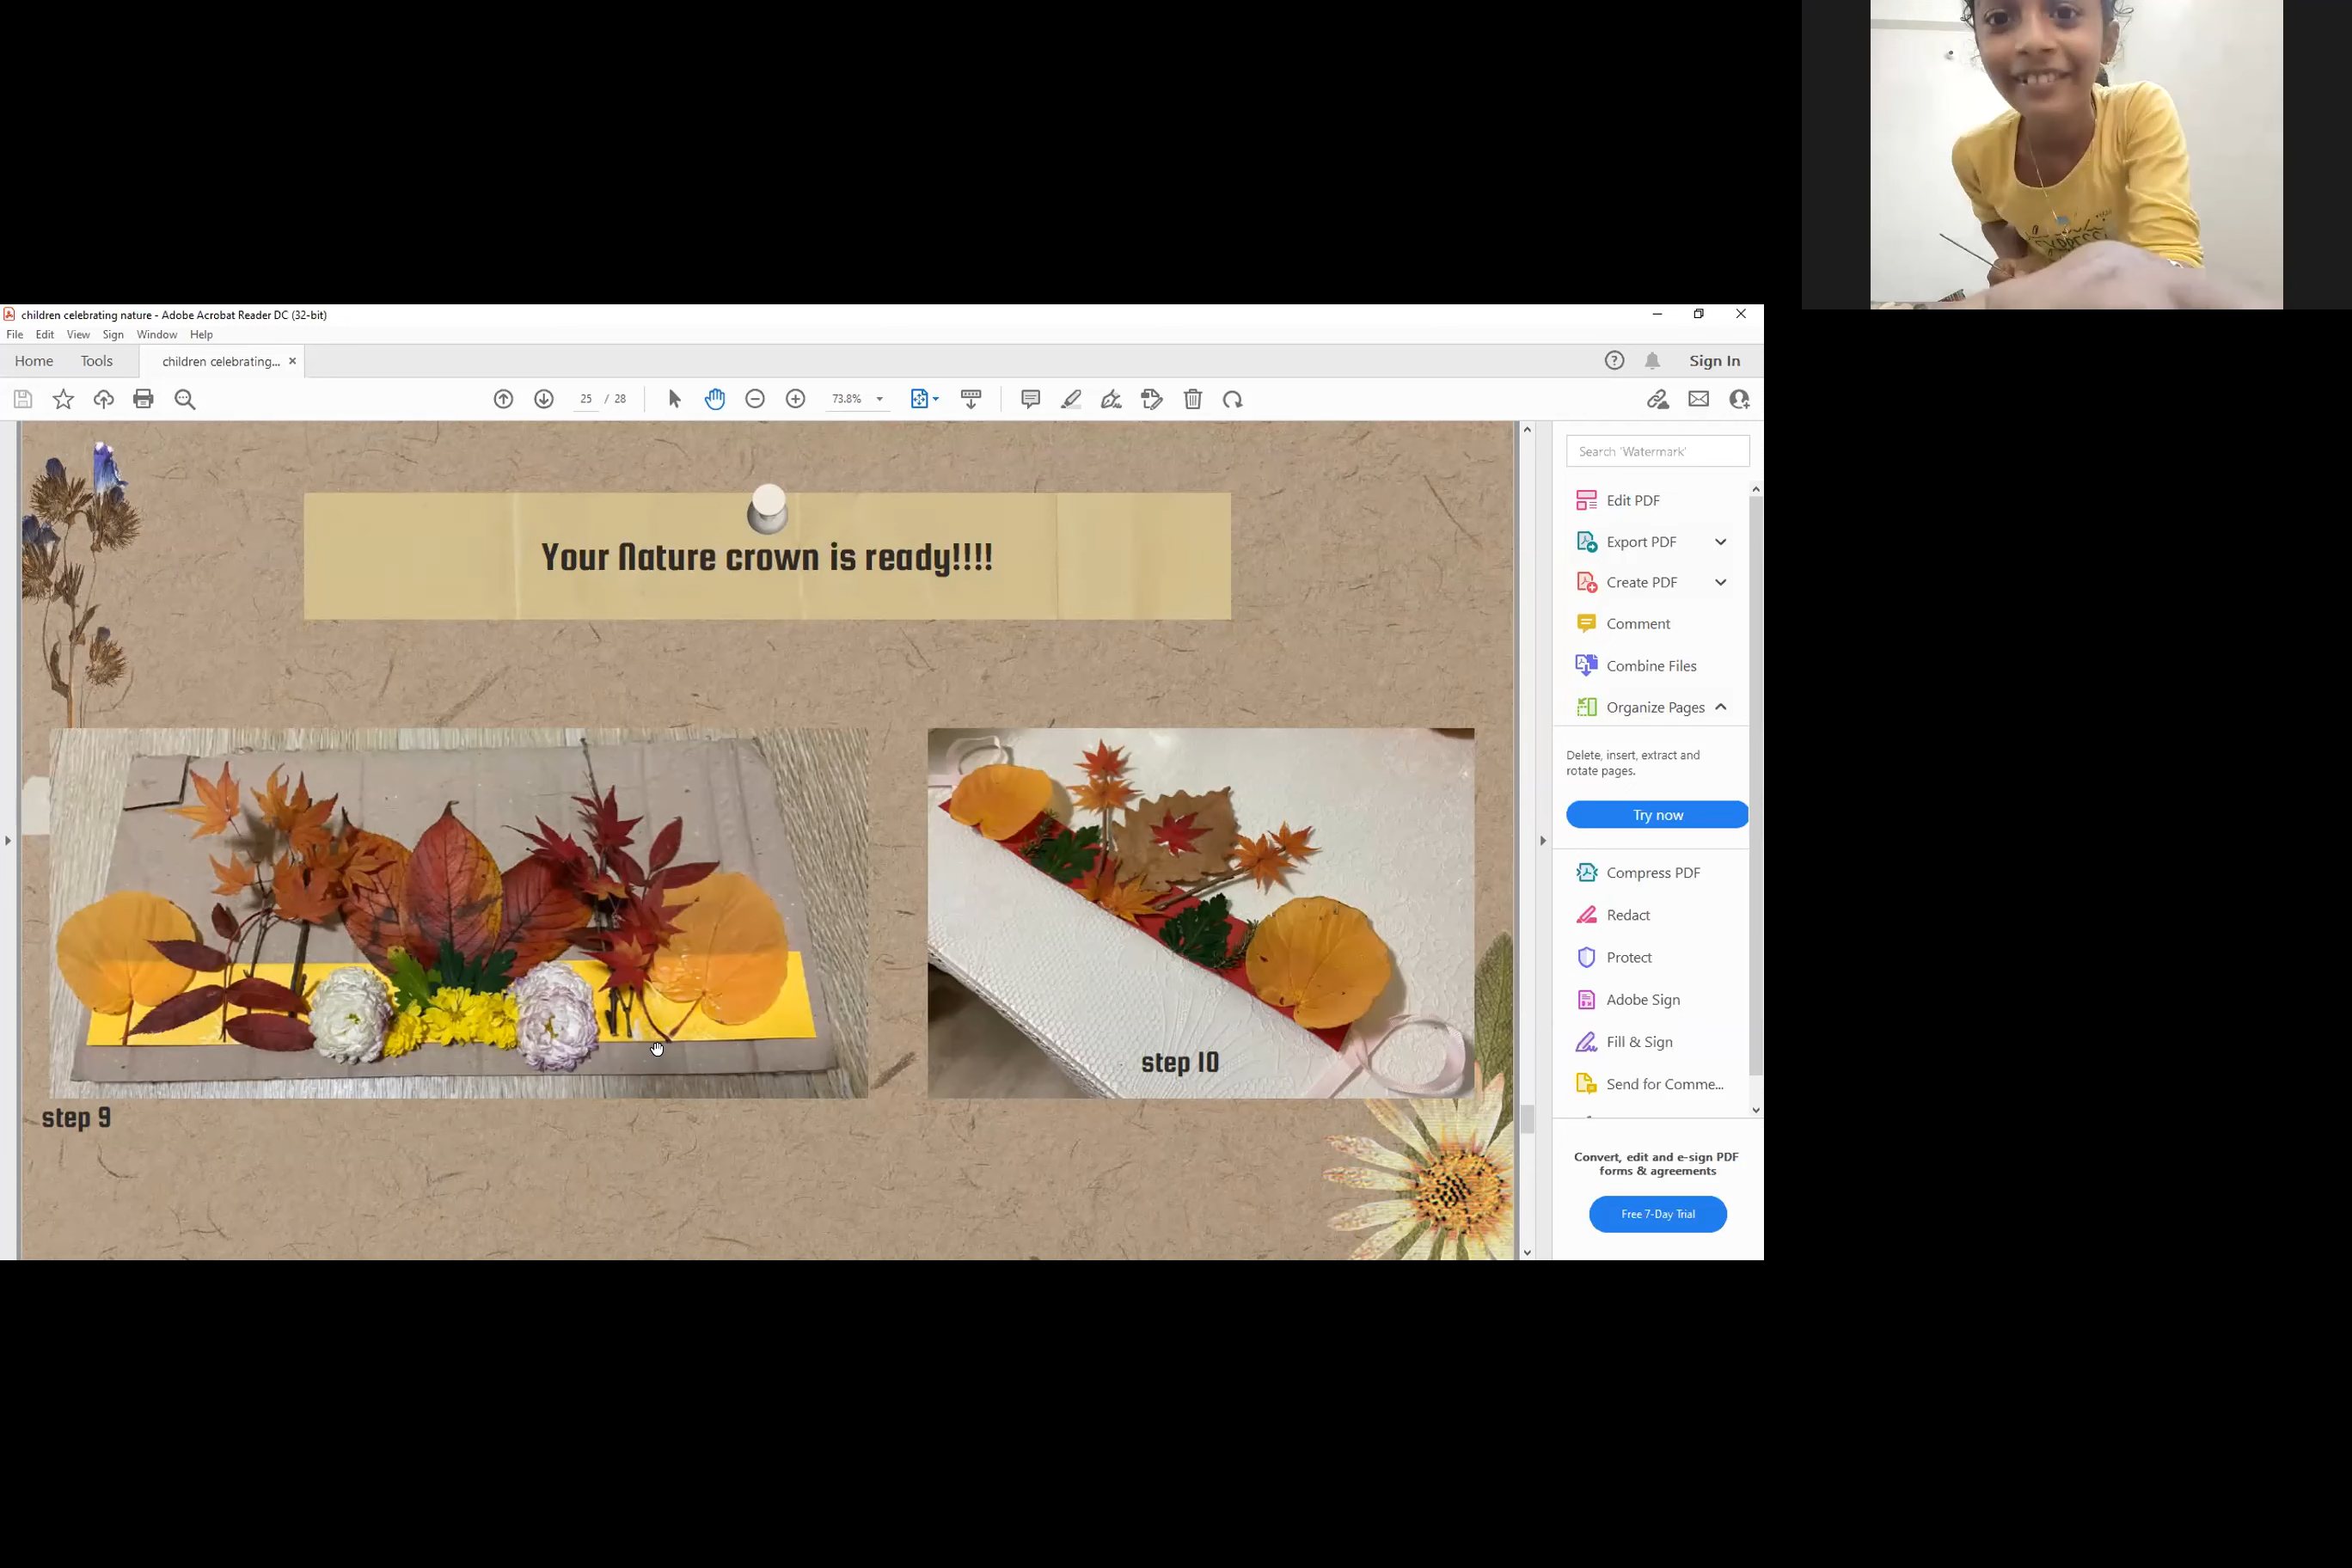 children celebrating nature - Adobe Acrobat Reader DC (32-bit)
File Edit View Sign Window Help
Home Tools children celebrating... × Sign In
25 / 28 73.8%
Search 'Watermark'
Edit PDF
Export PDF
Create PDF
Comment
Combine Files
Organize Pages
Delete, insert, extract and
rotate pages.
Try now
Compress PDF
Redact
Protect
Adobe Sign
Fill & Sign
Send for Comme...
Convert, edit and e-sign PDF
forms & agreements
Free 7-Day Trial
Your Nature crown is ready!!!!
step 10
step 9